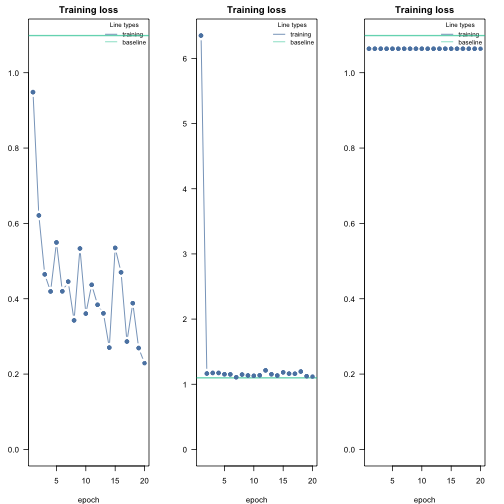 Training loss
Line types
training
baseline
1.0
0.8
0.6
0.4
0.2
0.0
5 10 15 20
epoch
Training loss
Line types
training
baseline
6
5
4
3
2
1
0
5 10 15 20
epoch
Training loss
Line types
training
baseline
1.0
0.8
0.6
0.4
0.2
0.0
5 10 15 20
epoch